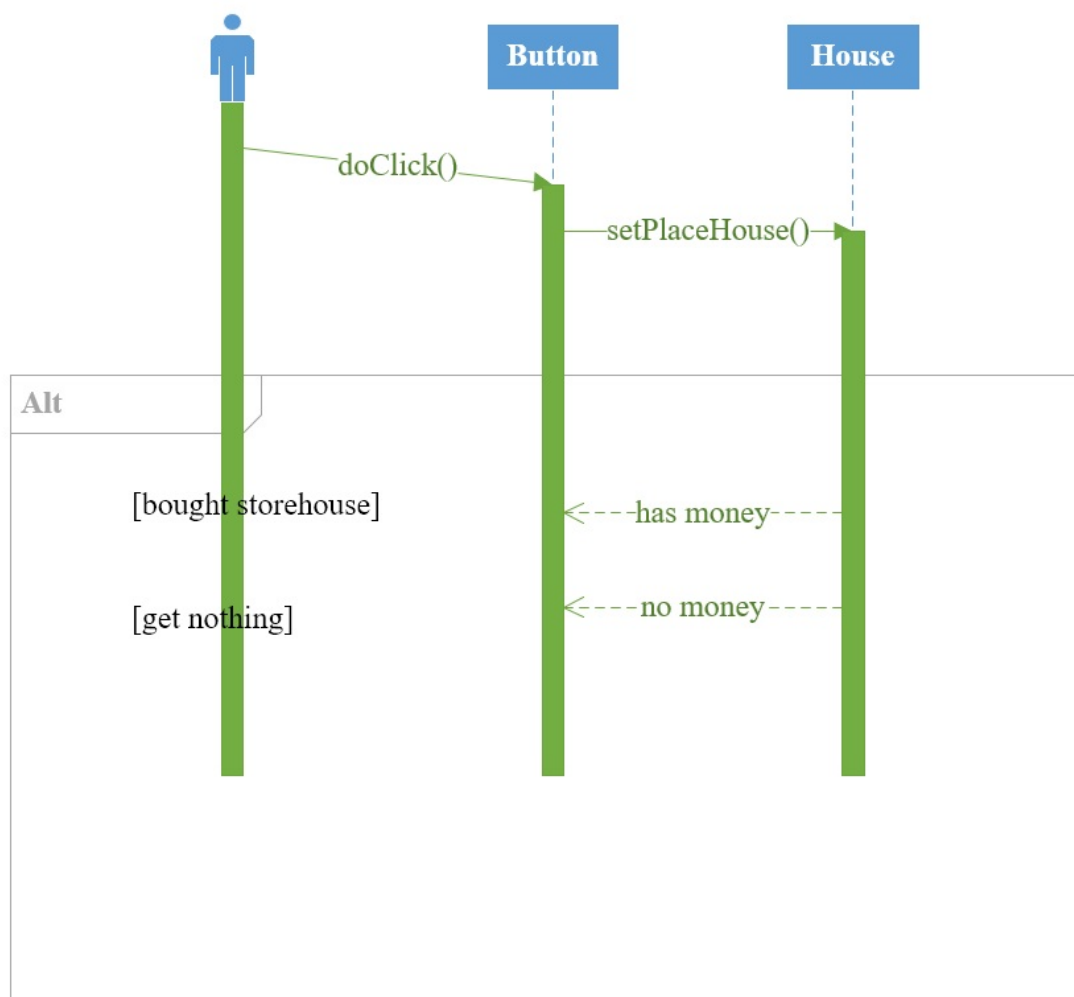 Button
House
doClick()
setPlaceHouse()
Alt
[bought storehouse]
has money
no money
[get nothing]